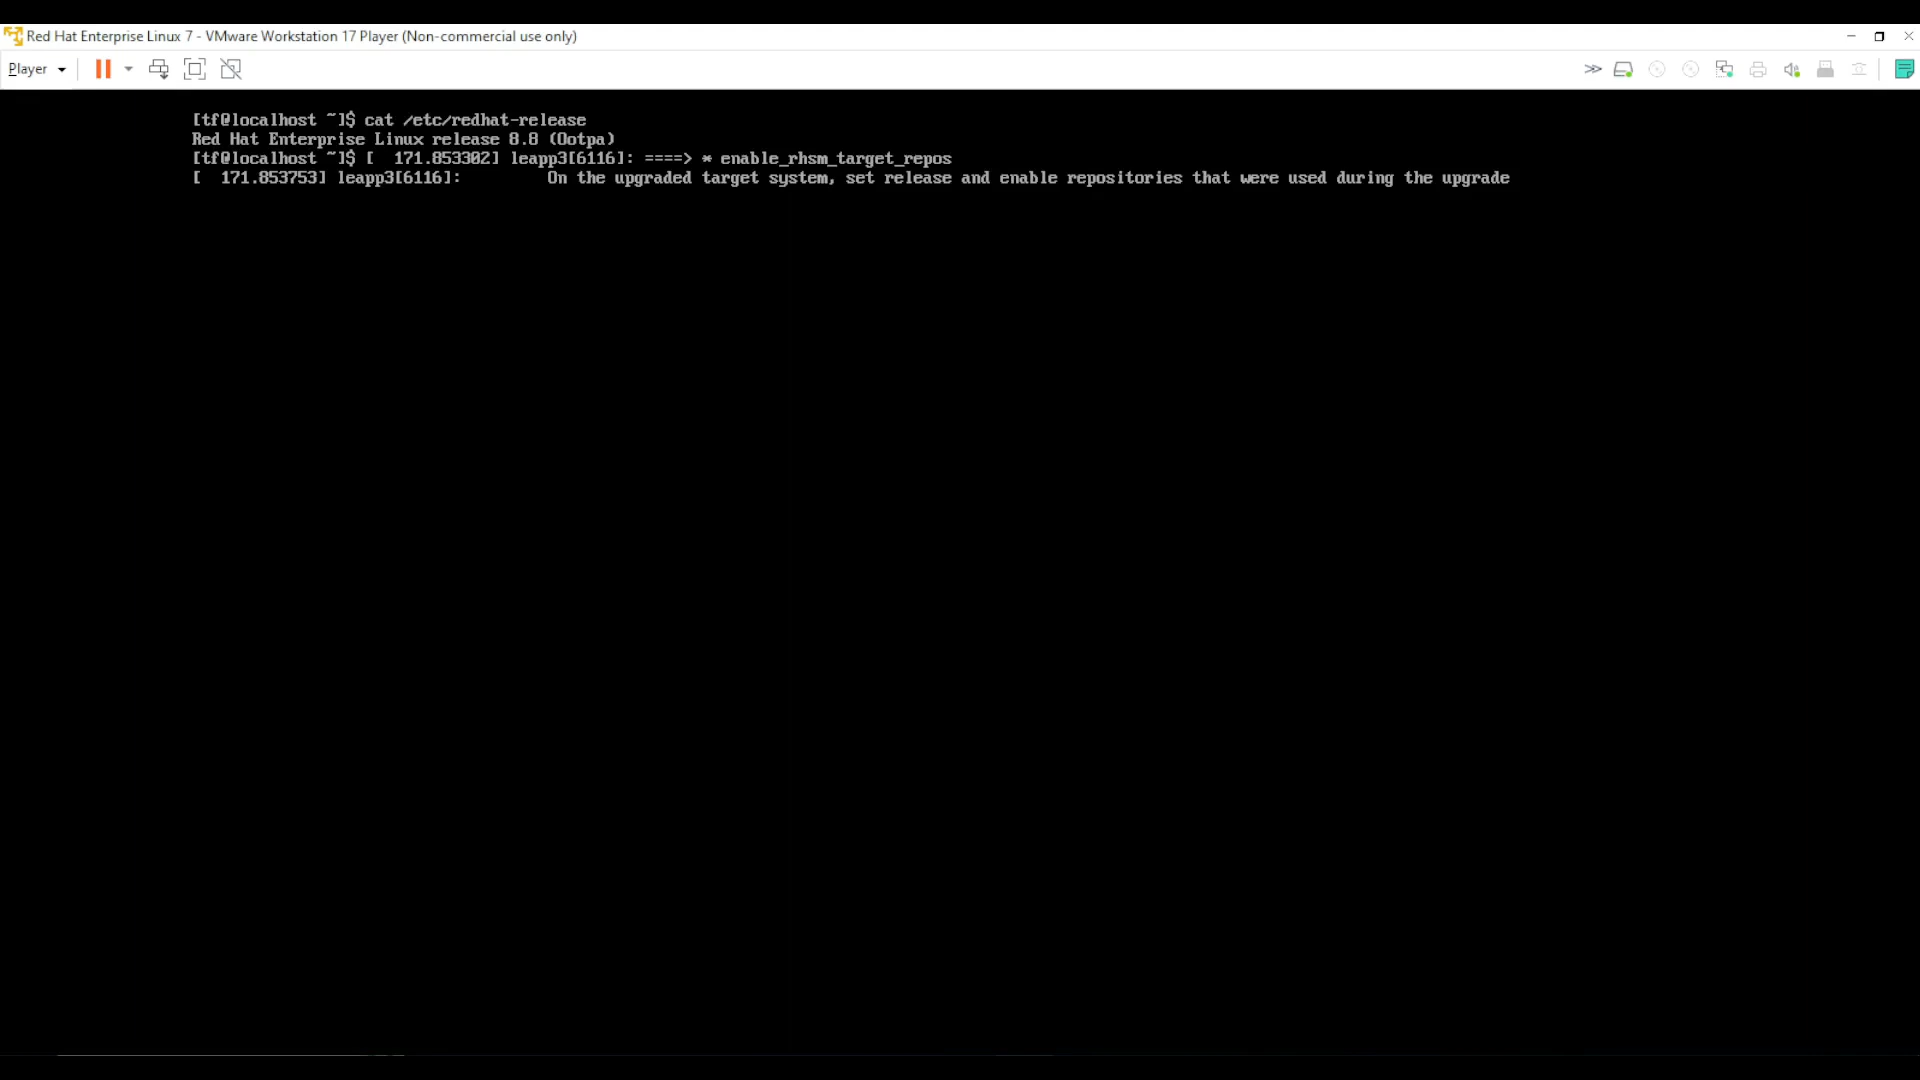 Red Hat Enterprise Linux 7 - VMware Workstation 17 Player (Non-commercial use only)
Player
[tf@localhost ~]$ cat /etc/redhat-release
Red Hat Enterprise Linux release 8.8 (Ootpa)
[tf@localhost ~]$ [  171.853302] leapp3[6116]: ====> * enable_rhsm_target_repos
[  171.853753] leapp3[6116]:         On the upgraded target system, set release and enable repositories that were used during the upgrade